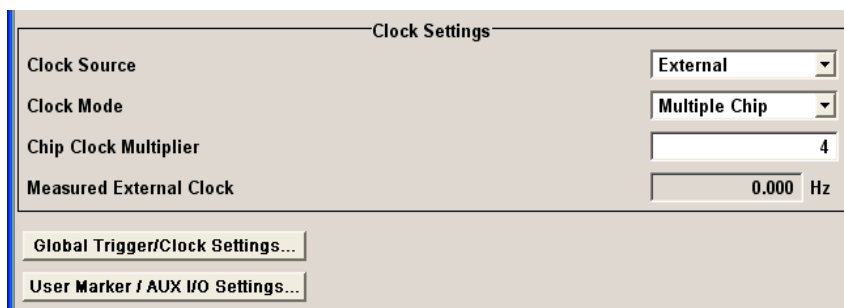 Clock Settings
Clock Source External
Clock Mode Multiple Chip
Chip Clock Multiplier 4
Measured External Clock 0.000 Hz
Global Trigger/Clock Settings...
User Marker / AUX I/O Settings...